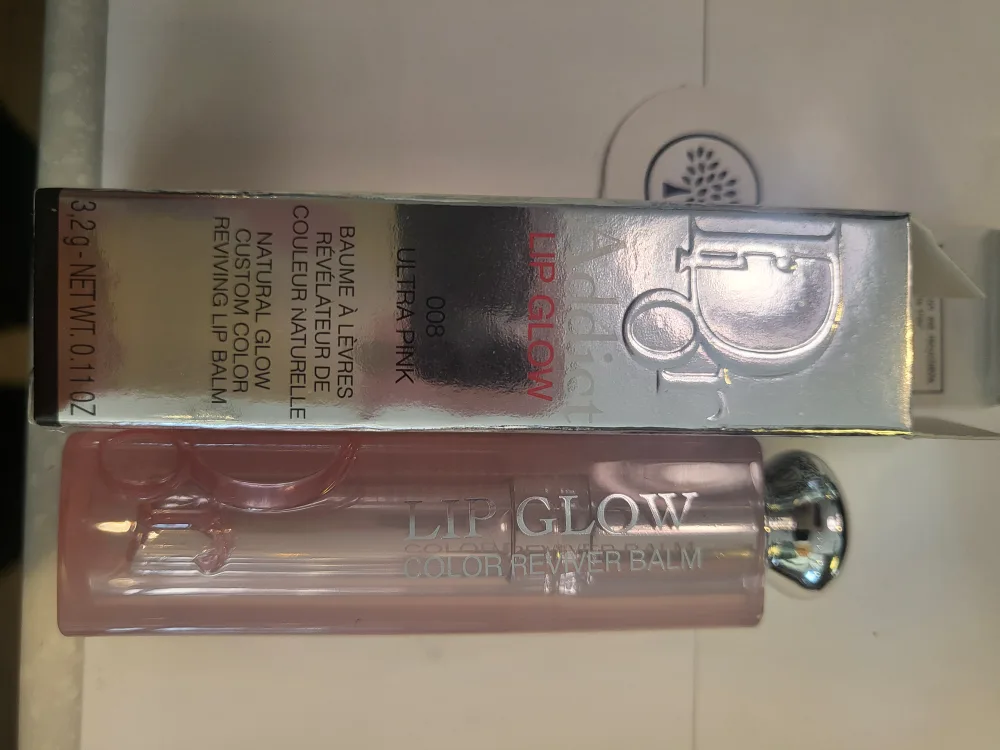 Dior
Addict
LIP GLOW
008
ULTRA PINK
BAUME À LÈVRES
RÉVÉLATEUR DE
COULEUR NATURELLE
NATURAL GLOW
CUSTOM COLOR
REVIVING LIP BALM
3,2 g - NET WT. 0.11 OZ
LIP GLOW
COLOR REVIVER BALM